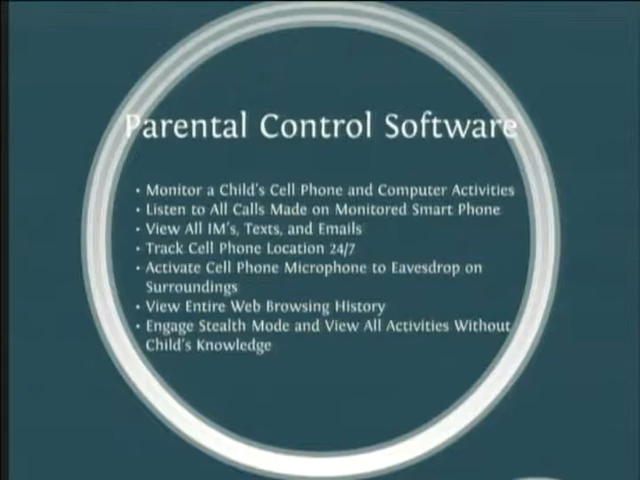 Parental Control Software
• Monitor a Child's Cell Phone and Computer Activities
• Listen to All Calls Made on Monitored Smart Phone
• View All IM's, Texts, and Emails
• Track Cell Phone Location 24/7
• Activate Cell Phone Microphone to Eavesdrop on
Surroundings
• View Entire Web Browsing History
• Engage Stealth Mode and View All Activities Without
Child's Knowledge